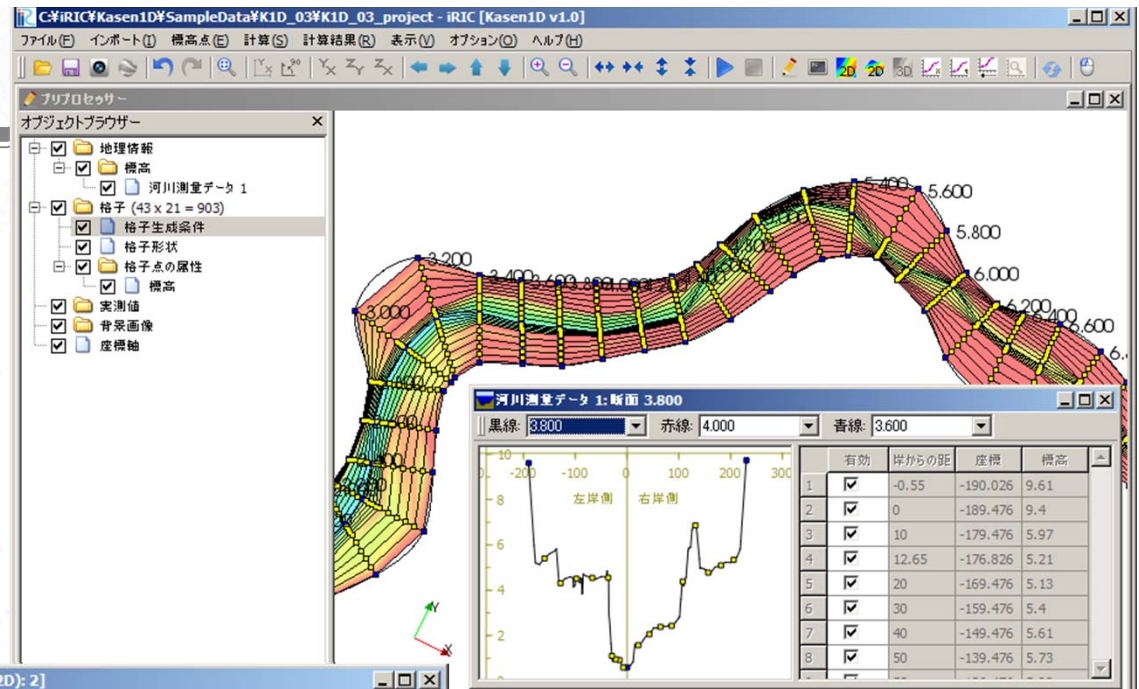 C:¥iRIC¥Kasen1D¥SampleData¥K1D_03¥K1D_03_project - iRIC [Kasen1D v1.0]
ファイル(F) インポート(I) 標高点(E) 計算(S) 計算結果(R) 表示(V) オプション(O) ヘルプ(H)
2D 2D 3D
プリプロセッサー
オブジェクトブラウザー
地理情報
標高
河川測量データ 1
格子 (43 x 21 = 903)
格子生成条件
格子形状
格子点の属性
標高
実測値
背景画像
座標軸
3.000
3.200
3.400
3.600
5.400
5.600
5.800
6.000
6.200
6.600
Y
X
河川測量データ 1: 断面 3.800
黒線: 3.800 赤線: 4.000 青線: 3.600
-200 -100 0 100 200 300
10
8
6
4
2
左岸側 右岸側
有効 岸からの距 座標 標高
1 -0.55 -190.026 9.61
2 0 -189.476 9.4
3 10 -179.476 5.97
4 12.65 -176.826 5.21
5 20 -169.476 5.13
6 30 -159.476 5.4
7 40 -149.476 5.61
8 50 -139.476 5.73
2D): 2]